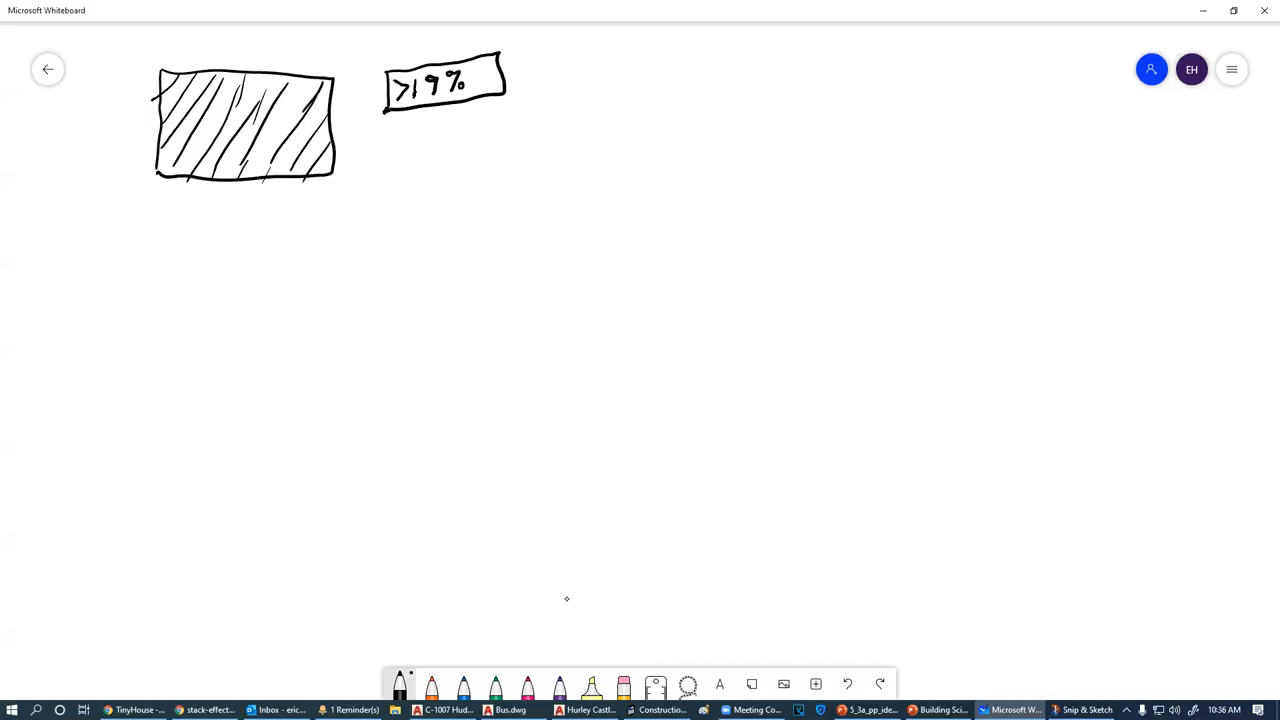 Microsoft Whiteboard
>19%
EH
A
TinyHouse -
stack-effect...
Inbox - eric...
1 Reminder(s)
C-1007 Hud...
Bus.dwg
Hurley Castl...
Construction...
Meeting Co...
5_3a_pp_ide...
Building Sci...
Microsoft W...
Snip & Sketch
10:36 AM